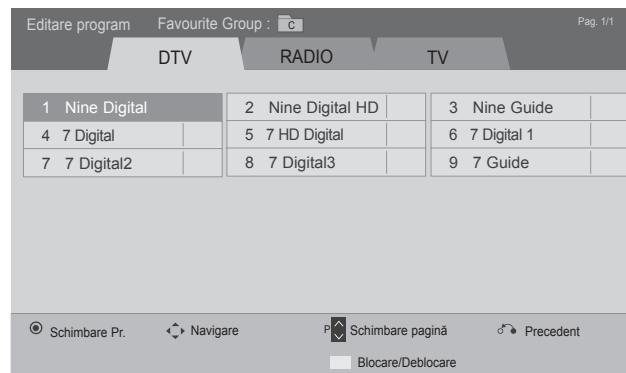 Editare program Favourite Group : C Pag. 1/1
DTV RADIO TV
1 Nine Digital 2 Nine Digital HD 3 Nine Guide
4 7 Digital 5 7 HD Digital 6 7 Digital 1
7 7 Digital2 8 7 Digital3 9 7 Guide
Schimbare Pr. Navigare P Schimbare pagină Precedent
Blocare/Deblocare